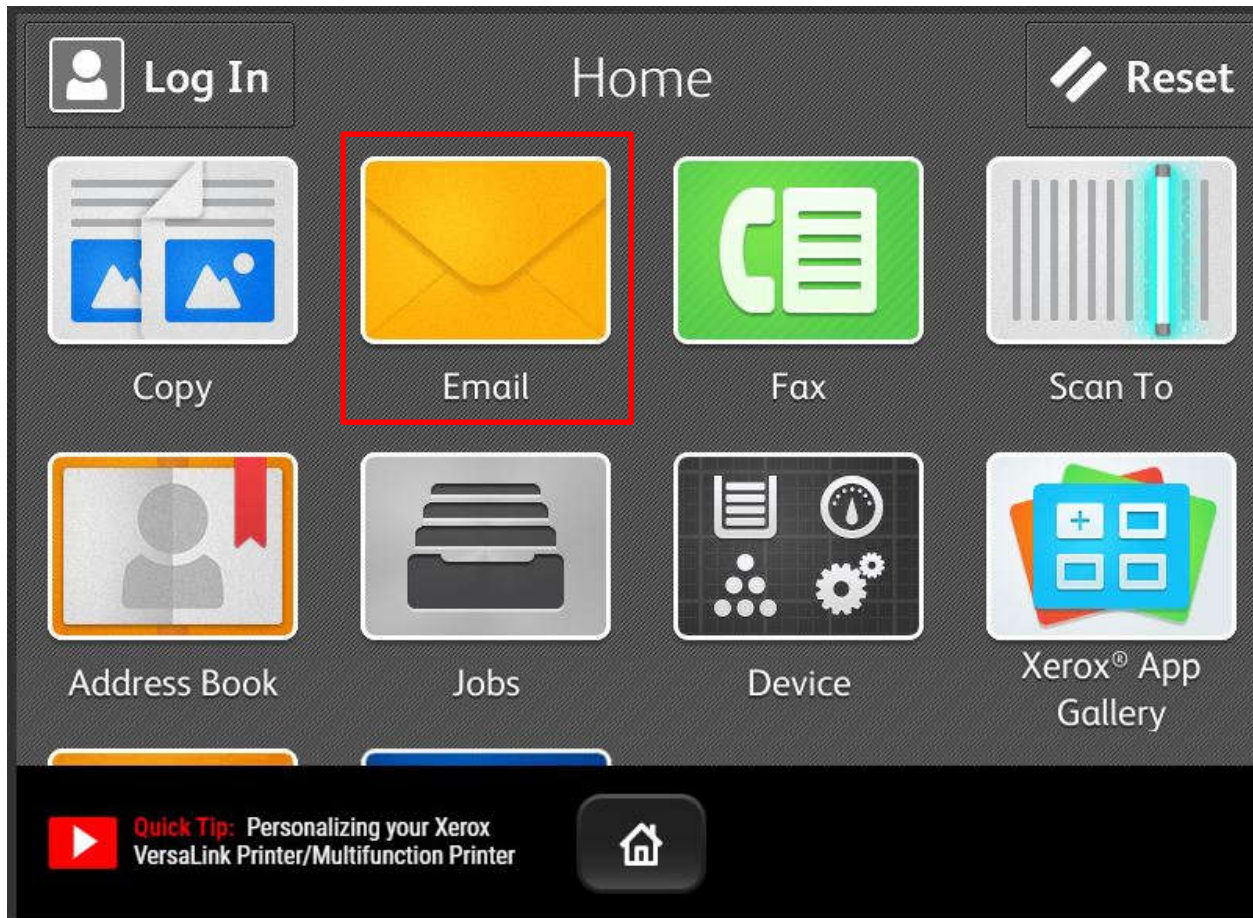 Log In
Home
Reset
Copy
Email
Fax
Scan To
Address Book
Jobs
Device
Xerox® App
Gallery
Quick Tip: Personalizing your Xerox
VersaLink Printer/Multifunction Printer